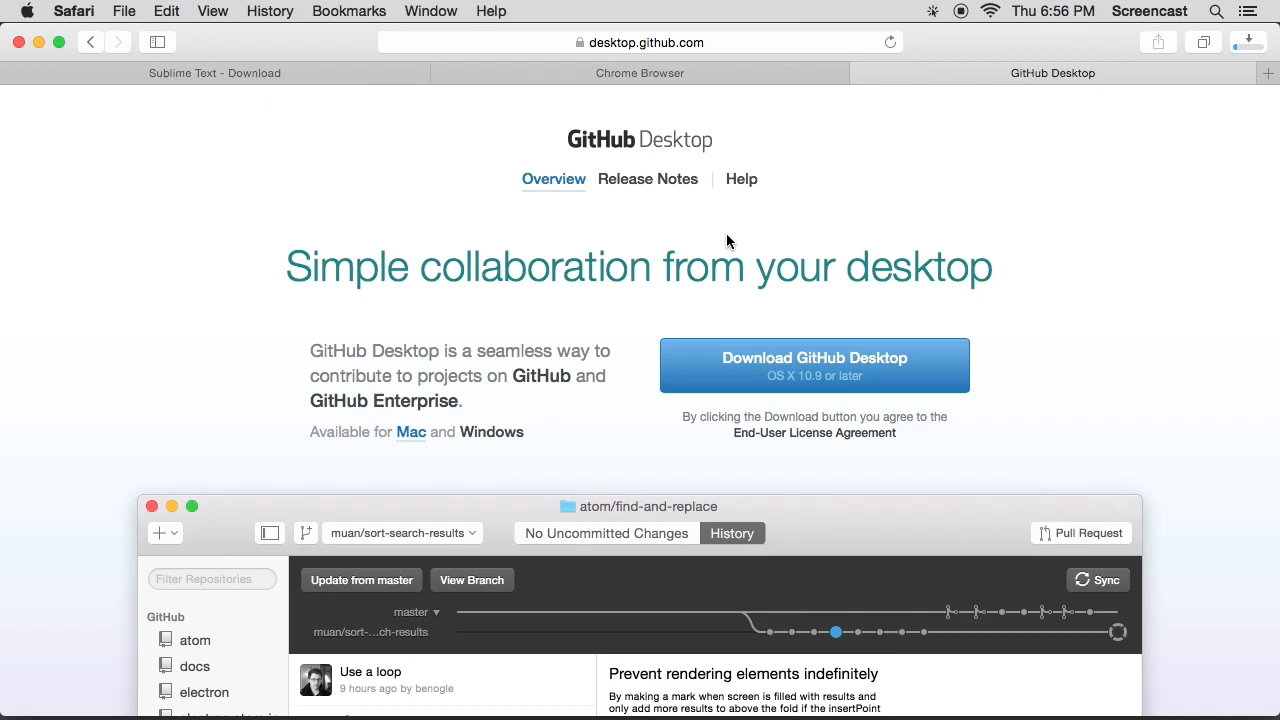 Safari File Edit View History Bookmarks Window Help Thu 6:56 PM Screencast
desktop.github.com
Sublime Text - Download Chrome Browser GitHub Desktop
GitHub Desktop
Overview Release Notes Help
Simple collaboration from your desktop
GitHub Desktop is a seamless way to
contribute to projects on GitHub and
GitHub Enterprise.
Available for Mac and Windows
Download GitHub Desktop
OS X 10.9 or later
By clicking the Download button you agree to the
End-User License Agreement
atom/find-and-replace
muan/sort-search-results No Uncommitted Changes History Pull Request
Filter Repositories
Update from master View Branch Sync
master
muan/sort-...ch-results
GitHub
atom
docs
electron
Use a loop
9 hours ago by benogle
Prevent rendering elements indefinitely
By making a mark when screen is filled with results and
only add more results to above the fold if the insertPoint